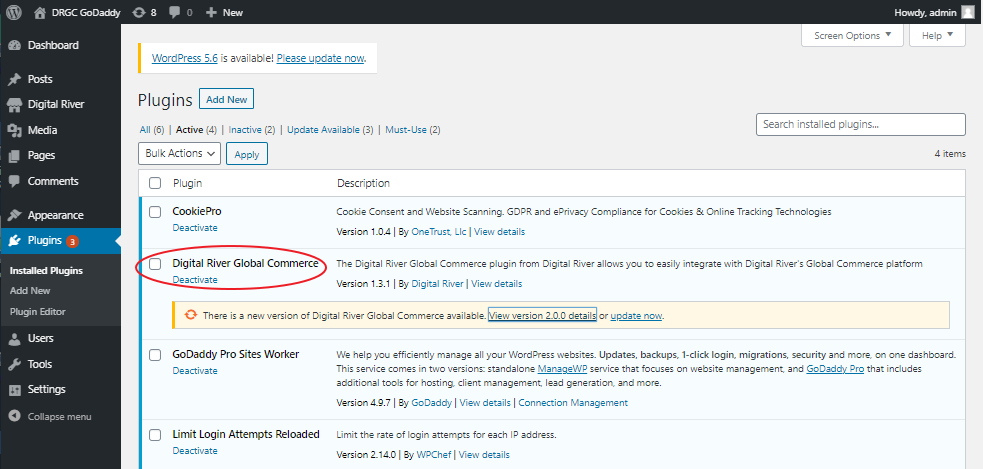 DRGC GoDaddy 8 0 New Howdy, admin
Screen Options Help
Dashboard
Posts
Digital River
Media
Pages
Comments
Appearance
Plugins 3
Installed Plugins
Add New
Plugin Editor
Users
Tools
Settings
Collapse menu
WordPress 5.6 is available! Please update now.
Plugins Add New
All (6) | Active (4) | Inactive (2) | Update Available (3) | Must-Use (2)
Search installed plugins...
Bulk Actions Apply
4 items
Plugin Description
CookiePro
Deactivate
Cookie Consent and Website Scanning. GDPR and ePrivacy Compliance for Cookies & Online Tracking Technologies
Version 1.0.4 | By OneTrust, Llc | View details
Digital River Global Commerce
Deactivate
The Digital River Global Commerce plugin from Digital River allows you to easily integrate with Digital River's Global Commerce platform
Version 1.3.1 | By Digital River | View details
There is a new version of Digital River Global Commerce available. View version 2.0.0 details or update now.
GoDaddy Pro Sites Worker
Deactivate
We help you efficiently manage all your WordPress websites. Updates, backups, 1-click login, migrations, security and more, on one dashboard.
This service comes in two versions: standalone ManageWP service that focuses on website management, and GoDaddy Pro that includes
additional tools for hosting, client management, lead generation, and more.
Version 4.9.7 | By GoDaddy | View details | Connection Management
Limit Login Attempts Reloaded
Deactivate
Limit the rate of login attempts for each IP address.
Version 2.14.0 | By WPChef | View details